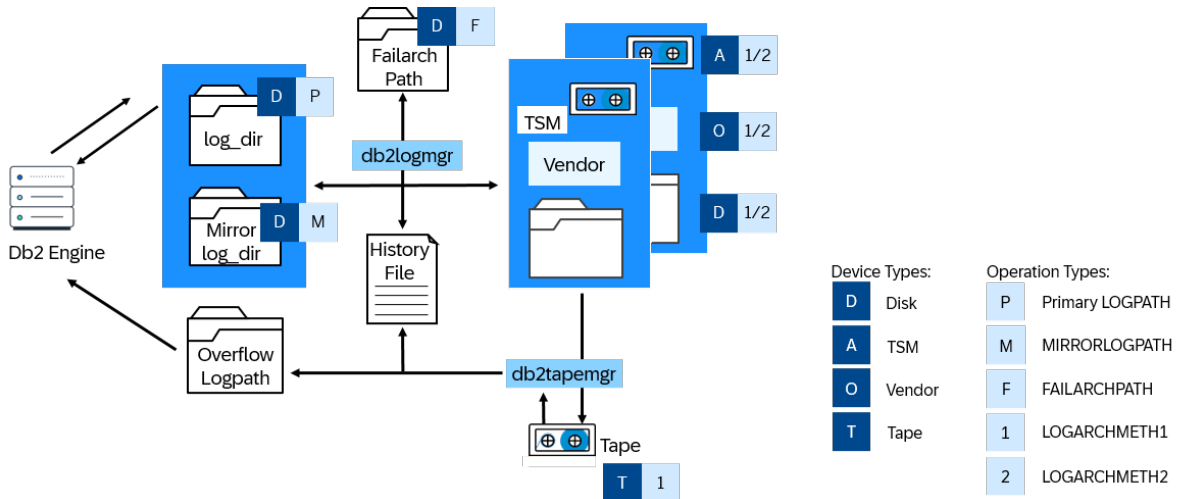 D F
Failarch
Path
A 1/2
D P
log_dir
TSM
O 1/2
db2logmgr
Vendor
D M
Mirror
log_dir
D 1/2
Db2 Engine
History
File
Device Types:
Operation Types:
D Disk
P Primary LOGPATH
A TSM
M MIRRORLOGPATH
Overflow
Logpath
db2tapemgr
O Vendor
F FAILARCHPATH
T Tape
1 LOGARCHMETH1
Tape
T 1
2 LOGARCHMETH2